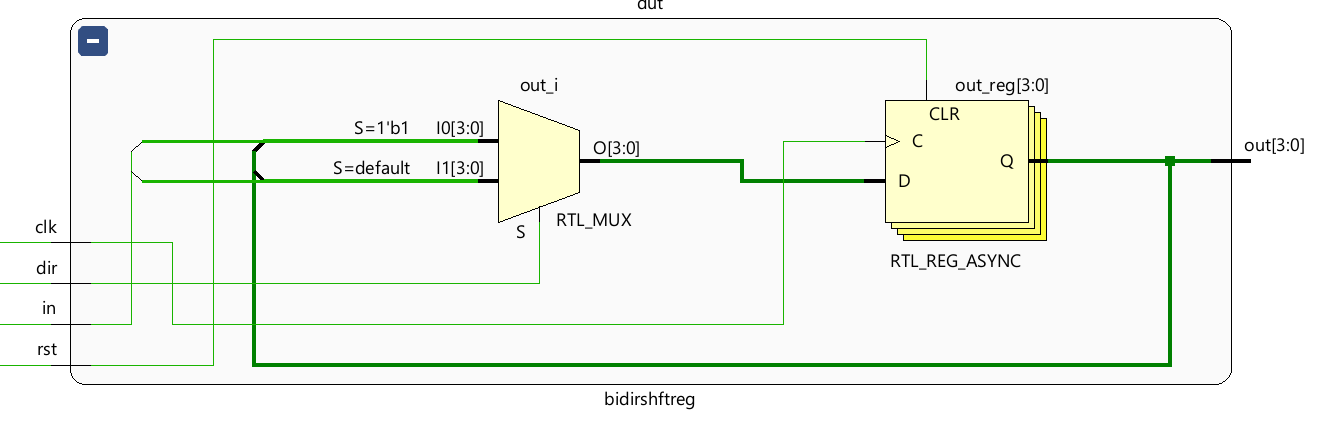 dut
out_i
out_reg[3:0]
S=1'b1 I0[3:0]
CLR
C
O[3:0]
S=default I1[3:0]
Q
out[3:0]
D
S
RTL_MUX
clk
dir
RTL_REG_ASYNC
in
rst
bidirshftreg